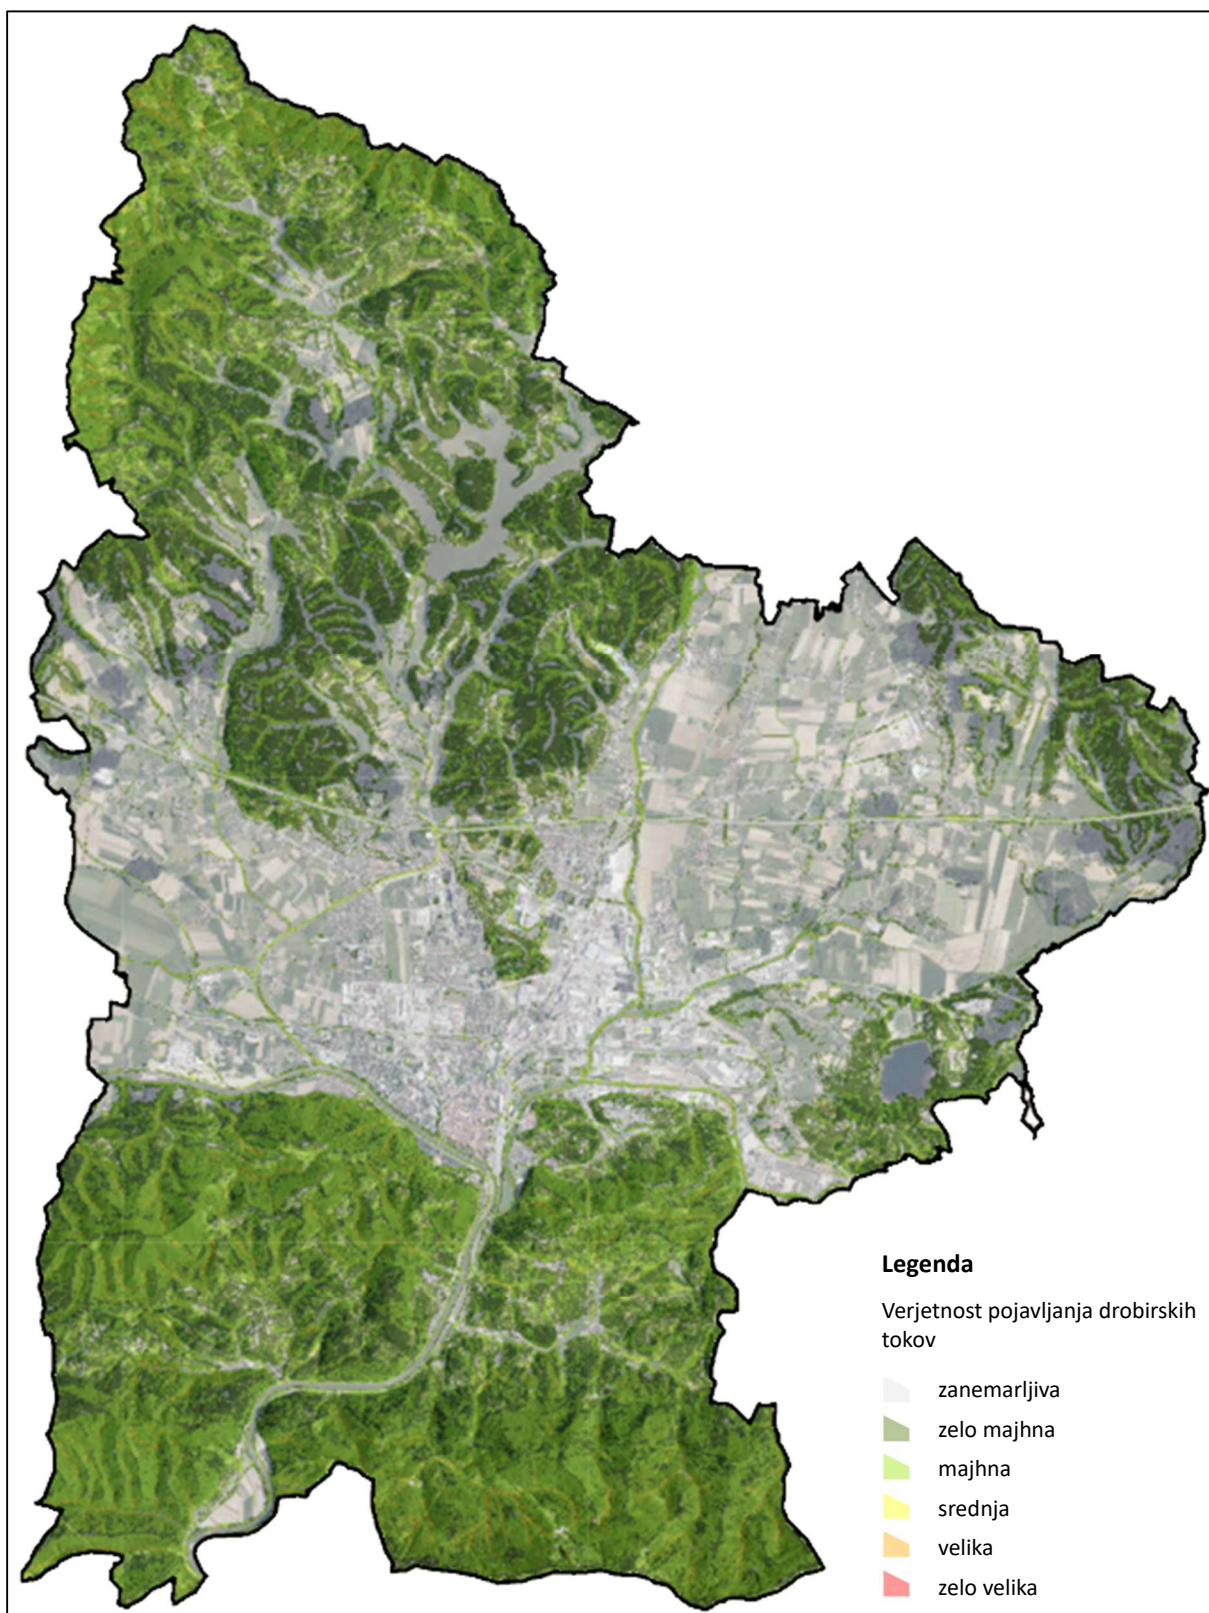 Legenda
Verjetnost pojavljanja drobirskih
tokov
zanemarljiva
zelo majhna
majhna
srednja
velika
zelo velika